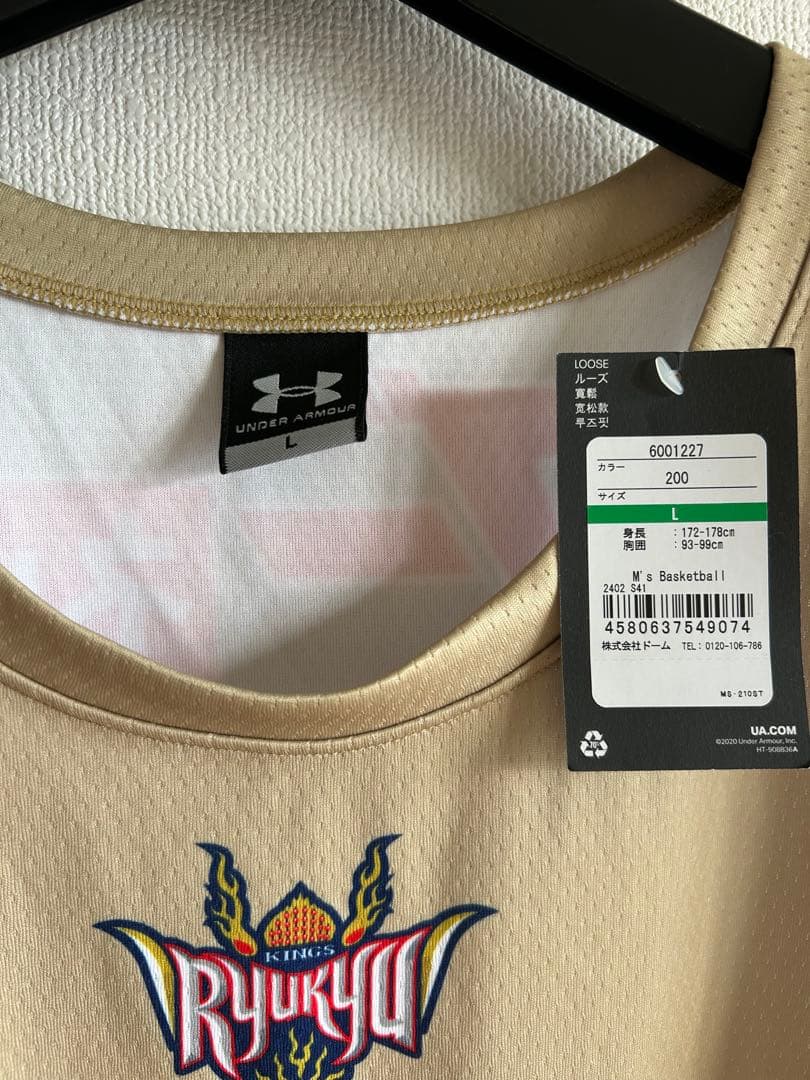 UNDER ARMOUR
L
LOOSE
ルーズ
寬鬆
宽松款
루즈핏
6001227
カラー
200
サイズ
L
身長 : 172-178cm
胸囲 : 93-99cm
M's Basketball
2402 S41
4580637549074
株式会社ドーム TEL: 0120-106-786
MS-210ST
UA.COM
©2020 Under Armour, Inc.
HT-508836A
KINGS
RYUKYU